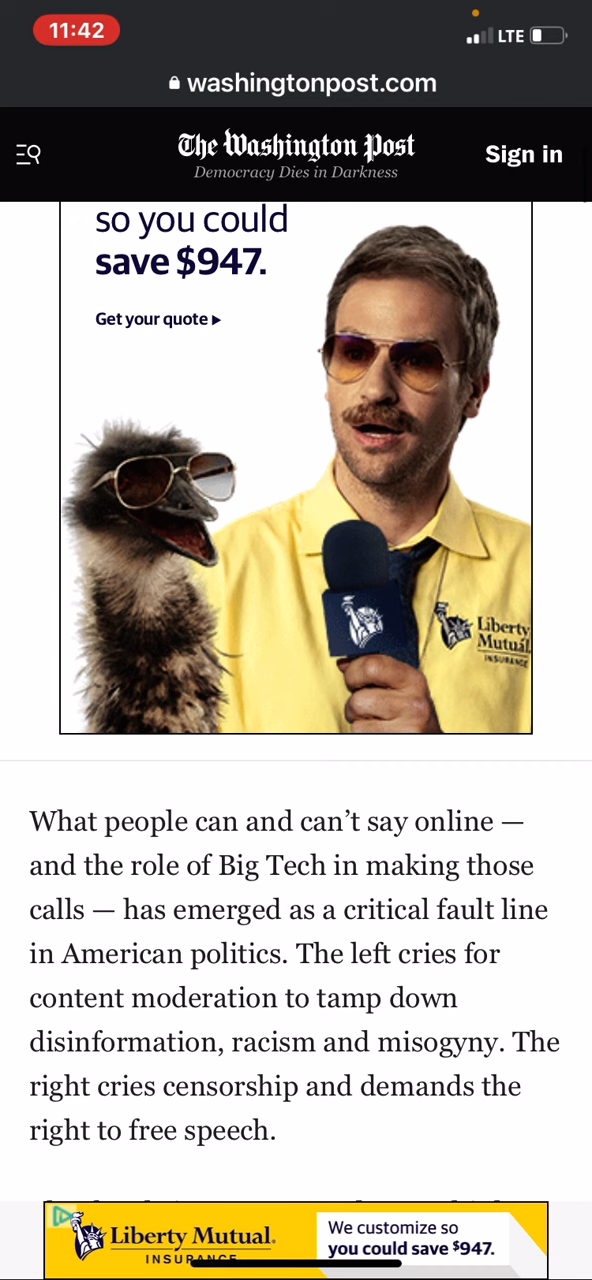 11:42
LTE
washingtonpost.com
The Washington Post
Democracy Dies in Darkness
Sign in
so you could
save $947.
Get your quote ▸
Liberty
Mutual
INSURANCE
What people can and can’t say online —
and the role of Big Tech in making those
calls — has emerged as a critical fault line
in American politics. The left cries for
content moderation to tamp down
disinformation, racism and misogyny. The
right cries censorship and demands the
right to free speech.
Liberty Mutual.
INSURANCE
We customize so
you could save $947.